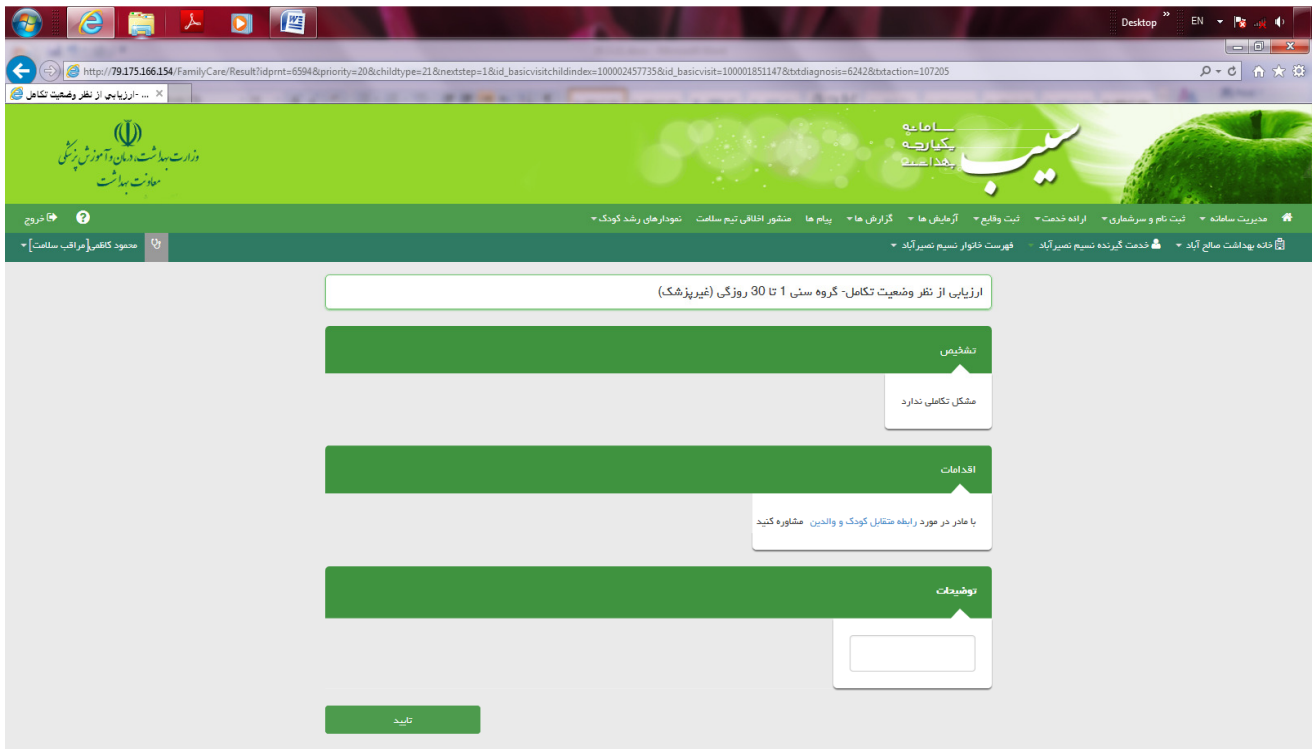 Desktop »
EN
http://79.175.166.154/FamilyCare/Result?idprnt=6594&priority=20&childtype=21&nextstep=1&id_basicvisitchildindex=100002457735&id_basicvisit=100001851147&txtdiagnosis=6242&txtaction=107205
ارزیابی از نظر وضعیت تکامل- ...
وزارت بهداشت، درمان و آموزش پزشکی
معاونت بهداشت
سامانه
یکپارچه
بهداشت
سیب
مدیریت سامانه
ثبت نام و سرشماری
ارائه خدمت
ثبت وقایع
آزمایش ها
گزارش ها
پیام ها
منشور اخلاقی تیم سلامت
نمودارهای رشد کودک
خروج
خانه بهداشت صالح آباد
خدمت گیرنده نسیم نصیرآباد
فهرست خانوار نسیم نصیرآباد
محمود کاظمی[مراقب سلامت]
ارزیابی از نظر وضعیت تکامل- گروه سنی 1 تا 30 روزگی (غیرپزشک)
تشخیص
مشکل تکاملی ندارد
اقدامات
با مادر در مورد رابطه متقابل کودک و والدین مشاوره کنید
توضیحات
تایید